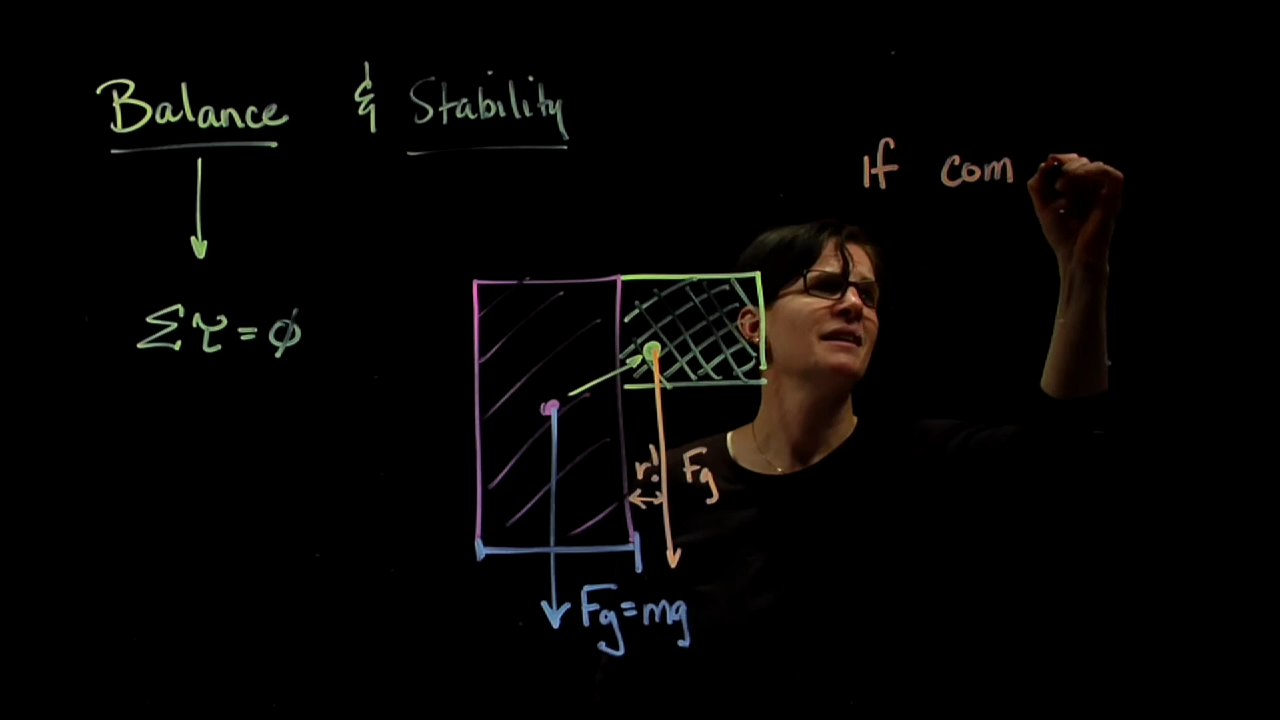 Balance & Stability
If com
Στ=∅
r!
Fg
Fg=mg